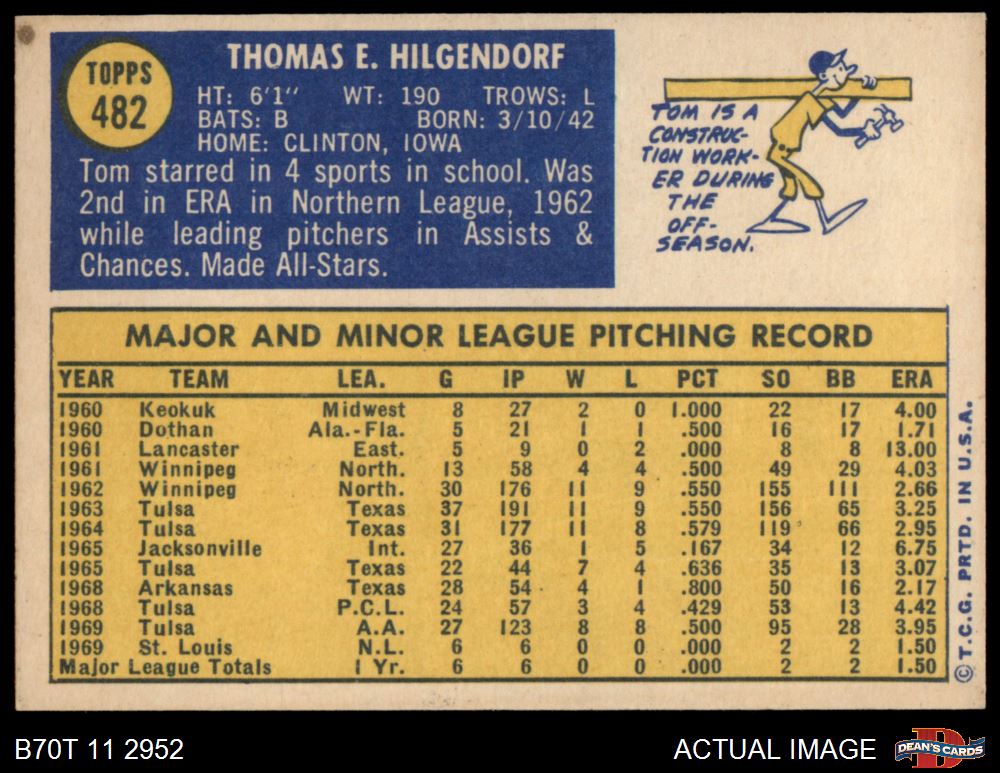 TOPPS
482
THOMAS E. HILGENDORF
HT: 6'1" WT: 190 TROWS: L
BATS: B BORN: 3/10/42
HOME: CLINTON, IOWA
Tom starred in 4 sports in school. Was
2nd in ERA in Northern League, 1962
while leading pitchers in Assists &
Chances. Made All-Stars.
TOM IS A
CONSTRUC-
TION WORK-
ER DURING
THE
OFF-
SEASON.
MAJOR AND MINOR LEAGUE PITCHING RECORD
YEAR TEAM LEA. G IP W L PCT SO BB ERA
1960 Keokuk Midwest 8 27 2 0 1.000 22 17 4.00
1960 Dothan Ala.-Fla. 5 21 1 1 .500 16 17 1.71
1961 Lancaster East. 5 9 0 2 .000 8 8 13.00
1961 Winnipeg North. 13 58 4 4 .500 49 29 4.03
1962 Winnipeg North. 30 176 11 9 .550 155 111 2.66
1963 Tulsa Texas 37 191 11 9 .550 156 65 3.25
1964 Tulsa Texas 31 177 11 8 .579 119 66 2.95
1965 Jacksonville Int. 27 36 1 5 .167 34 12 6.75
1965 Tulsa Texas 22 44 7 4 .636 35 13 3.07
1968 Arkansas Texas 28 54 4 1 .800 50 16 2.17
1968 Tulsa P.C.L. 24 57 3 4 .429 53 13 4.42
1969 Tulsa A.A. 27 123 8 8 .500 95 28 3.95
1969 St. Louis N.L. 6 6 0 0 .000 2 2 1.50
Major League Totals 1 Yr. 6 6 0 0 .000 2 2 1.50
© T.C.G. PRTD. IN U.S.A.
B70T 11 2952
ACTUAL IMAGE
D
DEAN'S CARDS